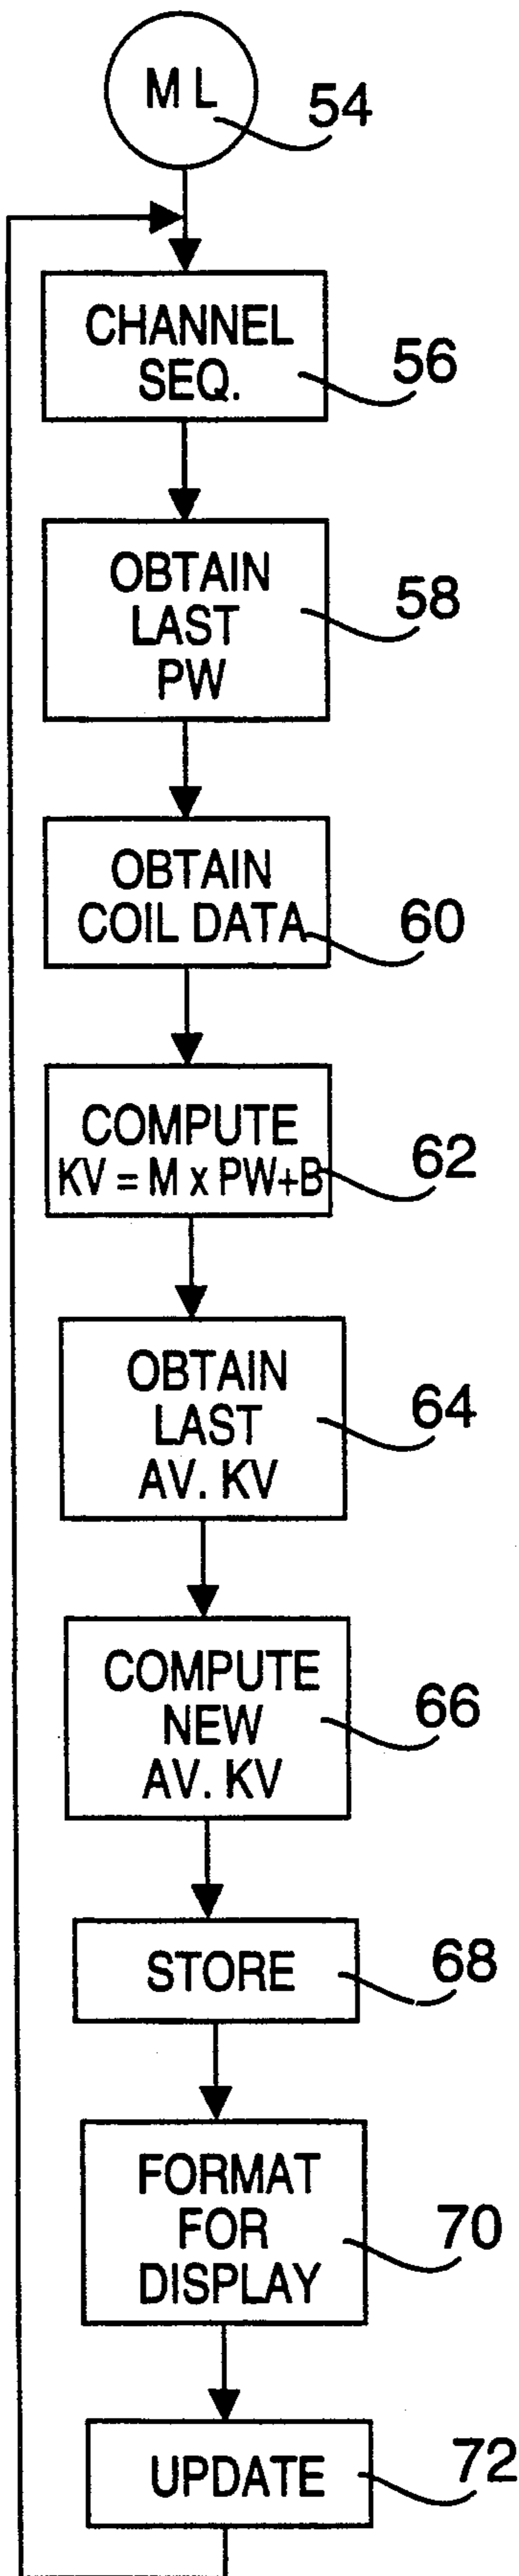 ML
54
CHANNEL
SEQ.
56
OBTAIN
LAST
PW
58
OBTAIN
COIL DATA
60
COMPUTE
KV = M x PW+B
62
OBTAIN
LAST
AV. KV
64
COMPUTE
NEW
AV. KV
66
STORE
68
FORMAT
FOR
DISPLAY
70
UPDATE
72